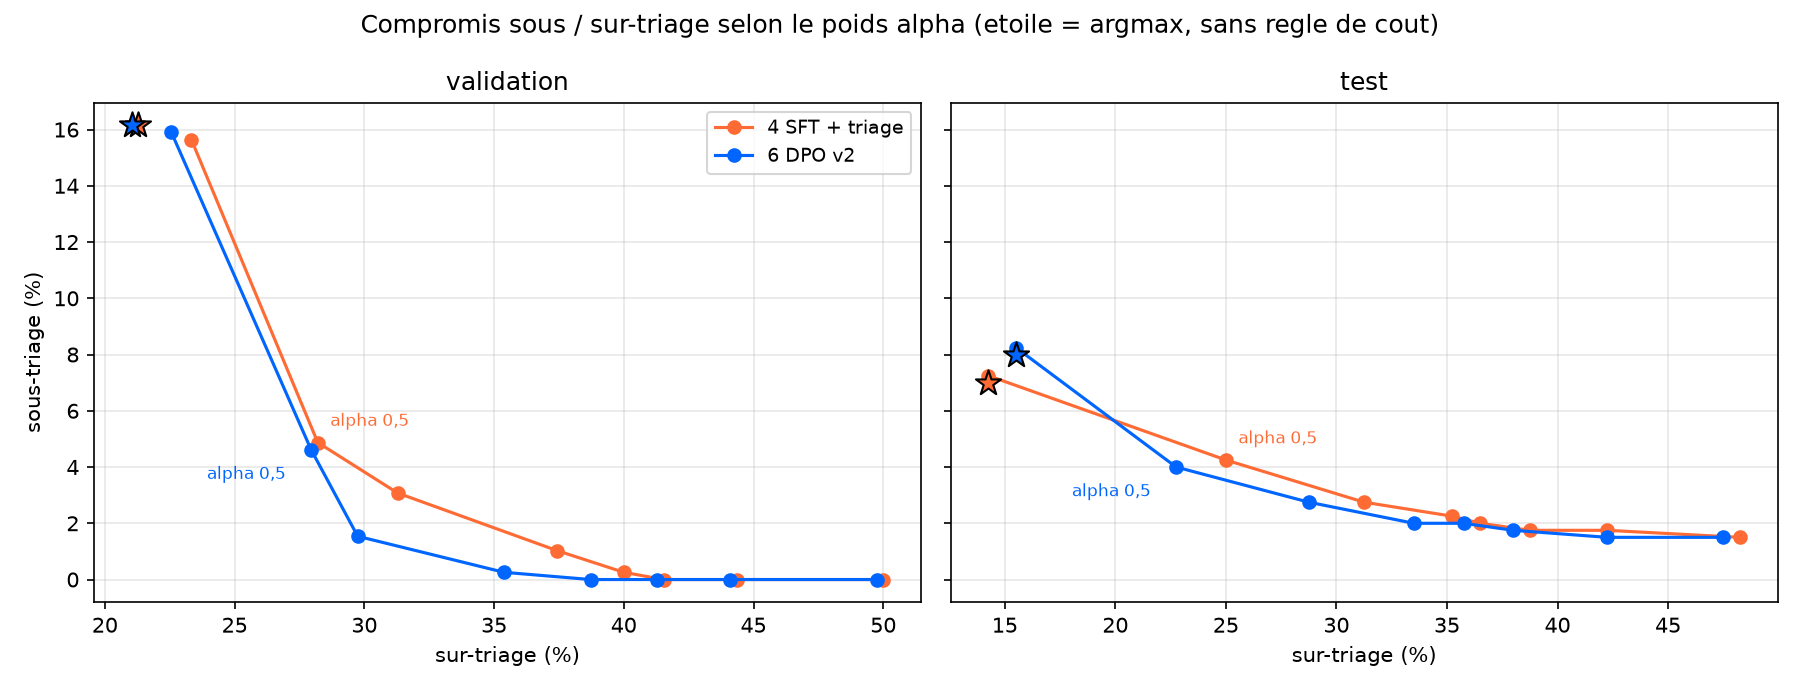 Compromis sous / sur-triage selon le poids alpha (etoile = argmax, sans regle de cout)
validation
test
4 SFT + triage
6 DPO v2
sous-triage (%)
16
14
12
10
8
6
4
2
0
alpha 0,5
alpha 0,5
alpha 0,5
alpha 0,5
20 25 30 35 40 45 50
15 20 25 30 35 40 45
sur-triage (%)
sur-triage (%)